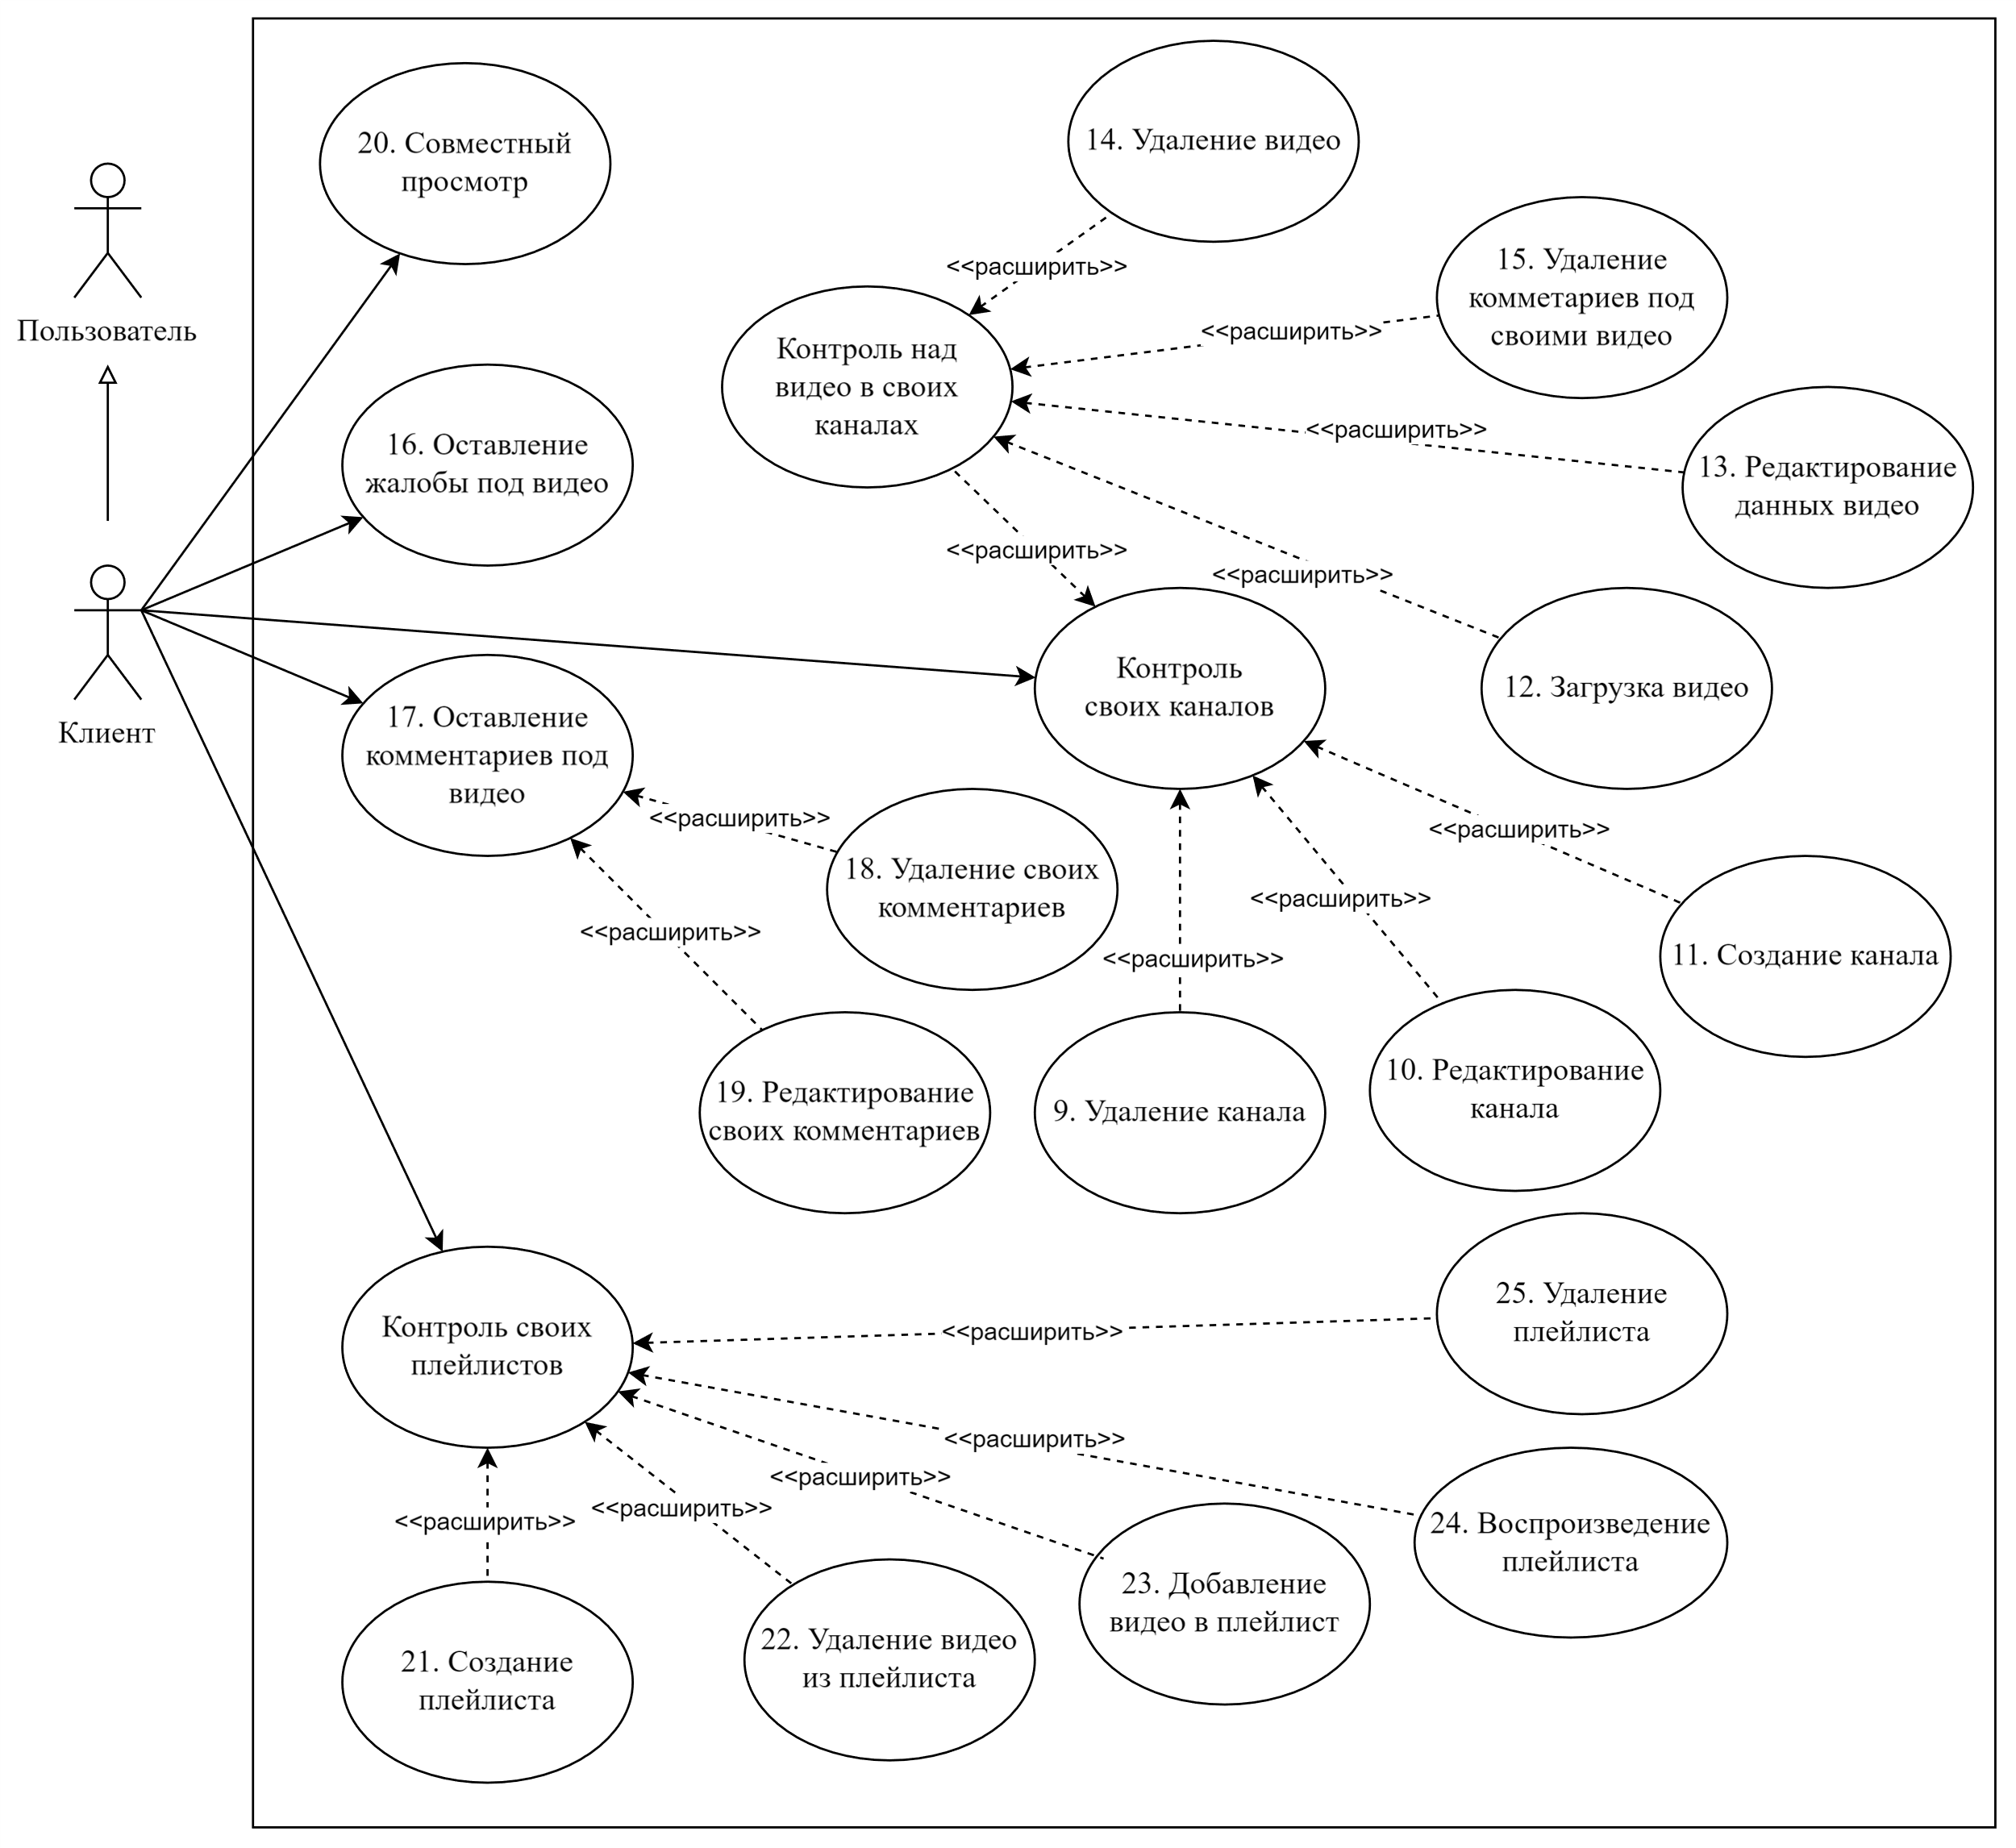 20. Совместный
просмотр
14. Удаление видео
Пользователь
<<расширить>>
15. Удаление
комметариев под
своими видео
<<расширить>>
Контроль над
видео в своих
каналах
<<расширить>>
16. Оставление
жалобы под видео
13. Редактирование
данных видео
<<расширить>>
<<расширить>>
Клиент
17. Оставление
комментариев под
видео
Контроль
своих каналов
12. Загрузка видео
<<расширить>>
<<расширить>>
18. Удаление своих
комментариев
<<расширить>>
<<расширить>>
<<расширить>>
11. Создание канала
19. Редактирование
своих комментариев
9. Удаление канала
10. Редактирование
канала
Контроль своих
плейлистов
<<расширить>>
25. Удаление
плейлиста
<<расширить>>
<<расширить>>
<<расширить>>
<<расширить>>
24. Воспроизведение
плейлиста
23. Добавление
видео в плейлист
22. Удаление видео
из плейлиста
21. Создание
плейлиста